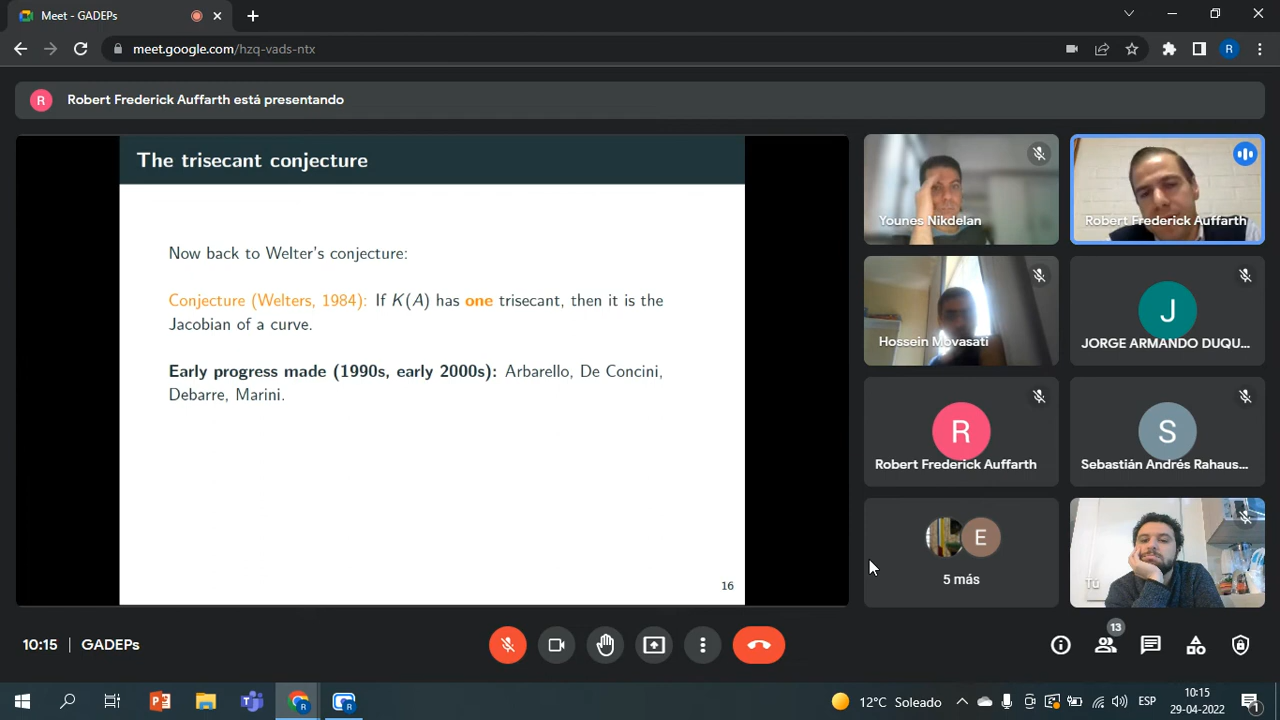 Meet - GADEPs
meet.google.com/hzq-vads-ntx
R
R
Robert Frederick Auffarth está presentando
The trisecant conjecture
Now back to Welter's conjecture:
Conjecture (Welters, 1984): If K(A) has one trisecant, then it is the
Jacobian of a curve.
Early progress made (1990s, early 2000s): Arbarello, De Concini,
Debarre, Marini.
16
Younes Nikdelan
Robert Frederick Auffarth
Hossein Movasati
J
JORGE ARMANDO DUQU...
R
Robert Frederick Auffarth
S
Sebastián Andrés Rahaus...
E
5 más
Tú
10:15 | GADEPs
13
12°C Soleado
ESP
10:15
29-04-2022
1